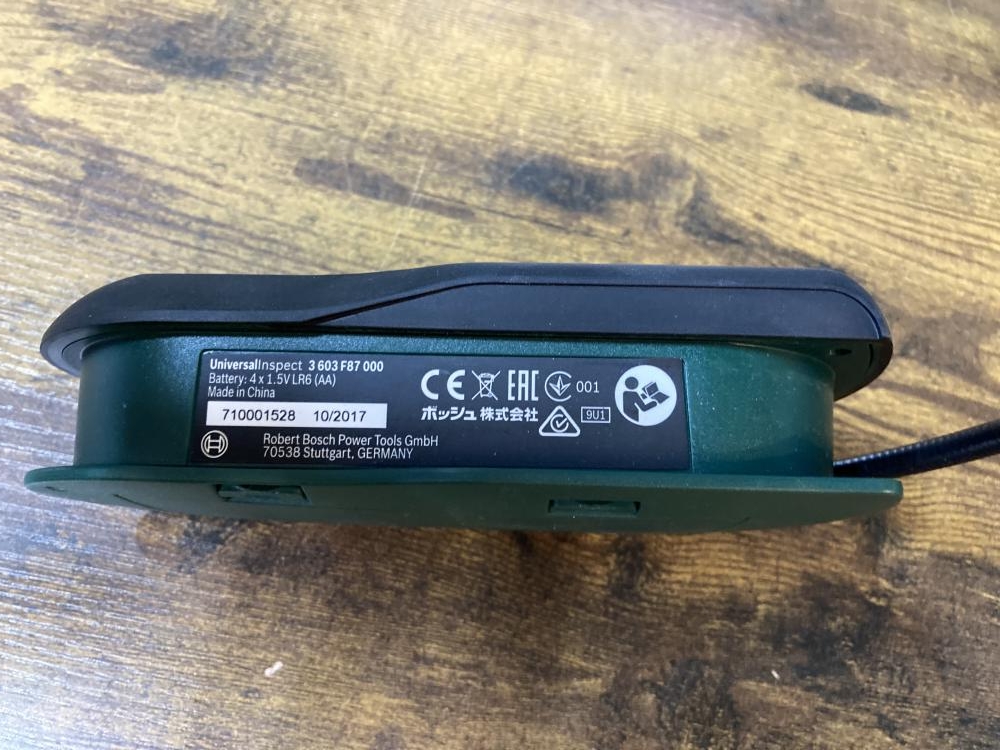 UniversalInspect 3 603 F87 000
Battery: 4 x 1.5V LR6 (AA)
Made in China
710001528 10/2017
Robert Bosch Power Tools GmbH
70538 Stuttgart, GERMANY
CE EAC 001
ボッシュ 株式会社 9U1